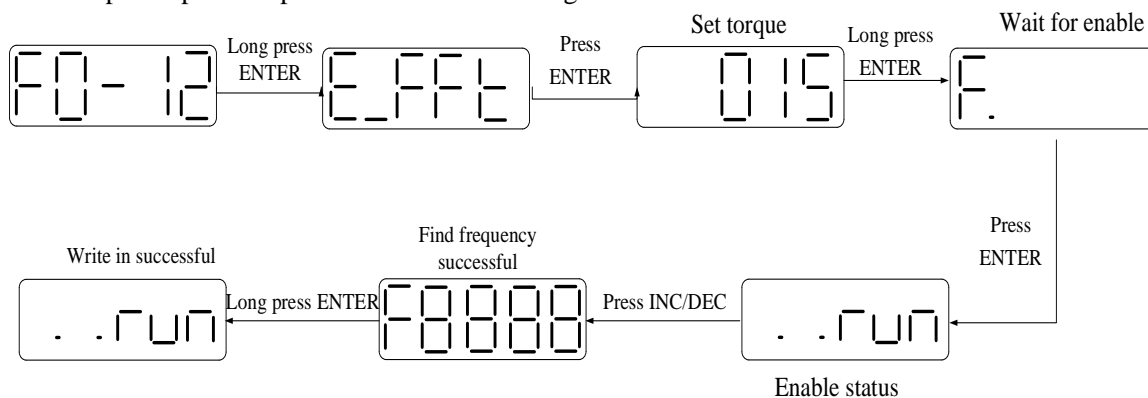 Set torque
Wait for enable
Long press
ENTER
Press
ENTER
Long press
ENTER
F0- 12
E_FFt
015
F.
Press
ENTER
Find frequency
successful
Write in successful
Long press ENTER
Press INC/DEC
. .run
F8888
. .run
Enable status